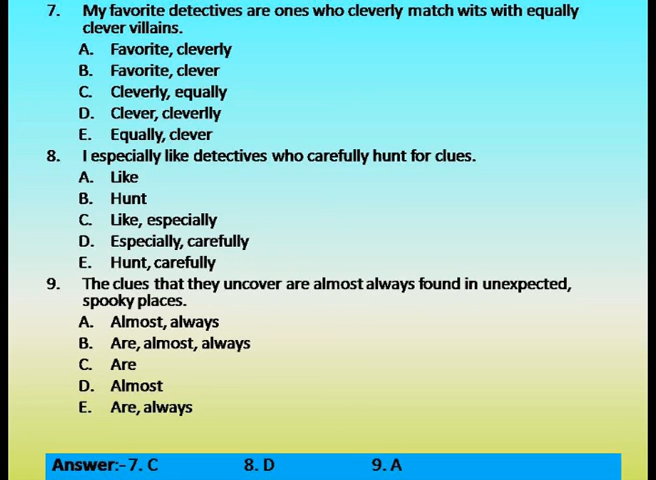 7. My favorite detectives are ones who cleverly match wits with equally
clever villains.
A. Favorite, cleverly
B. Favorite, clever
C. Cleverly, equally
D. Clever, cleverlly
E. Equally, clever
8. I especially like detectives who carefully hunt for clues.
A. Like
B. Hunt
C. Like, especially
D. Especially, carefully
E. Hunt, carefully
9. The clues that they uncover are almost always found in unexpected,
spooky places.
A. Almost, always
B. Are, almost, always
C. Are
D. Almost
E. Are, always
Answer:- 7. C 8. D 9. A